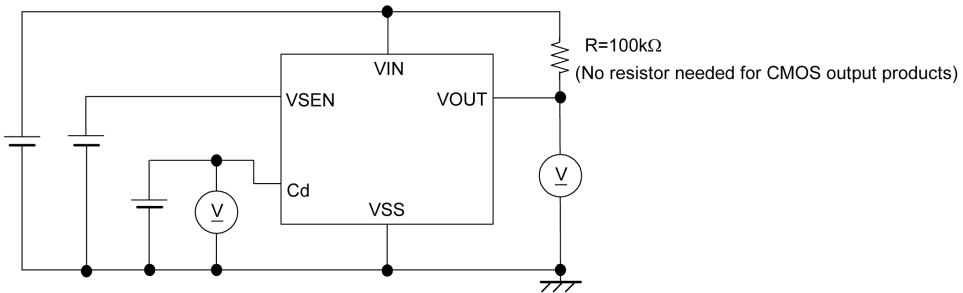 R=100kΩ
VIN
(No resistor needed for CMOS output products)
VSEN
VOUT
V
Cd
V
VSS